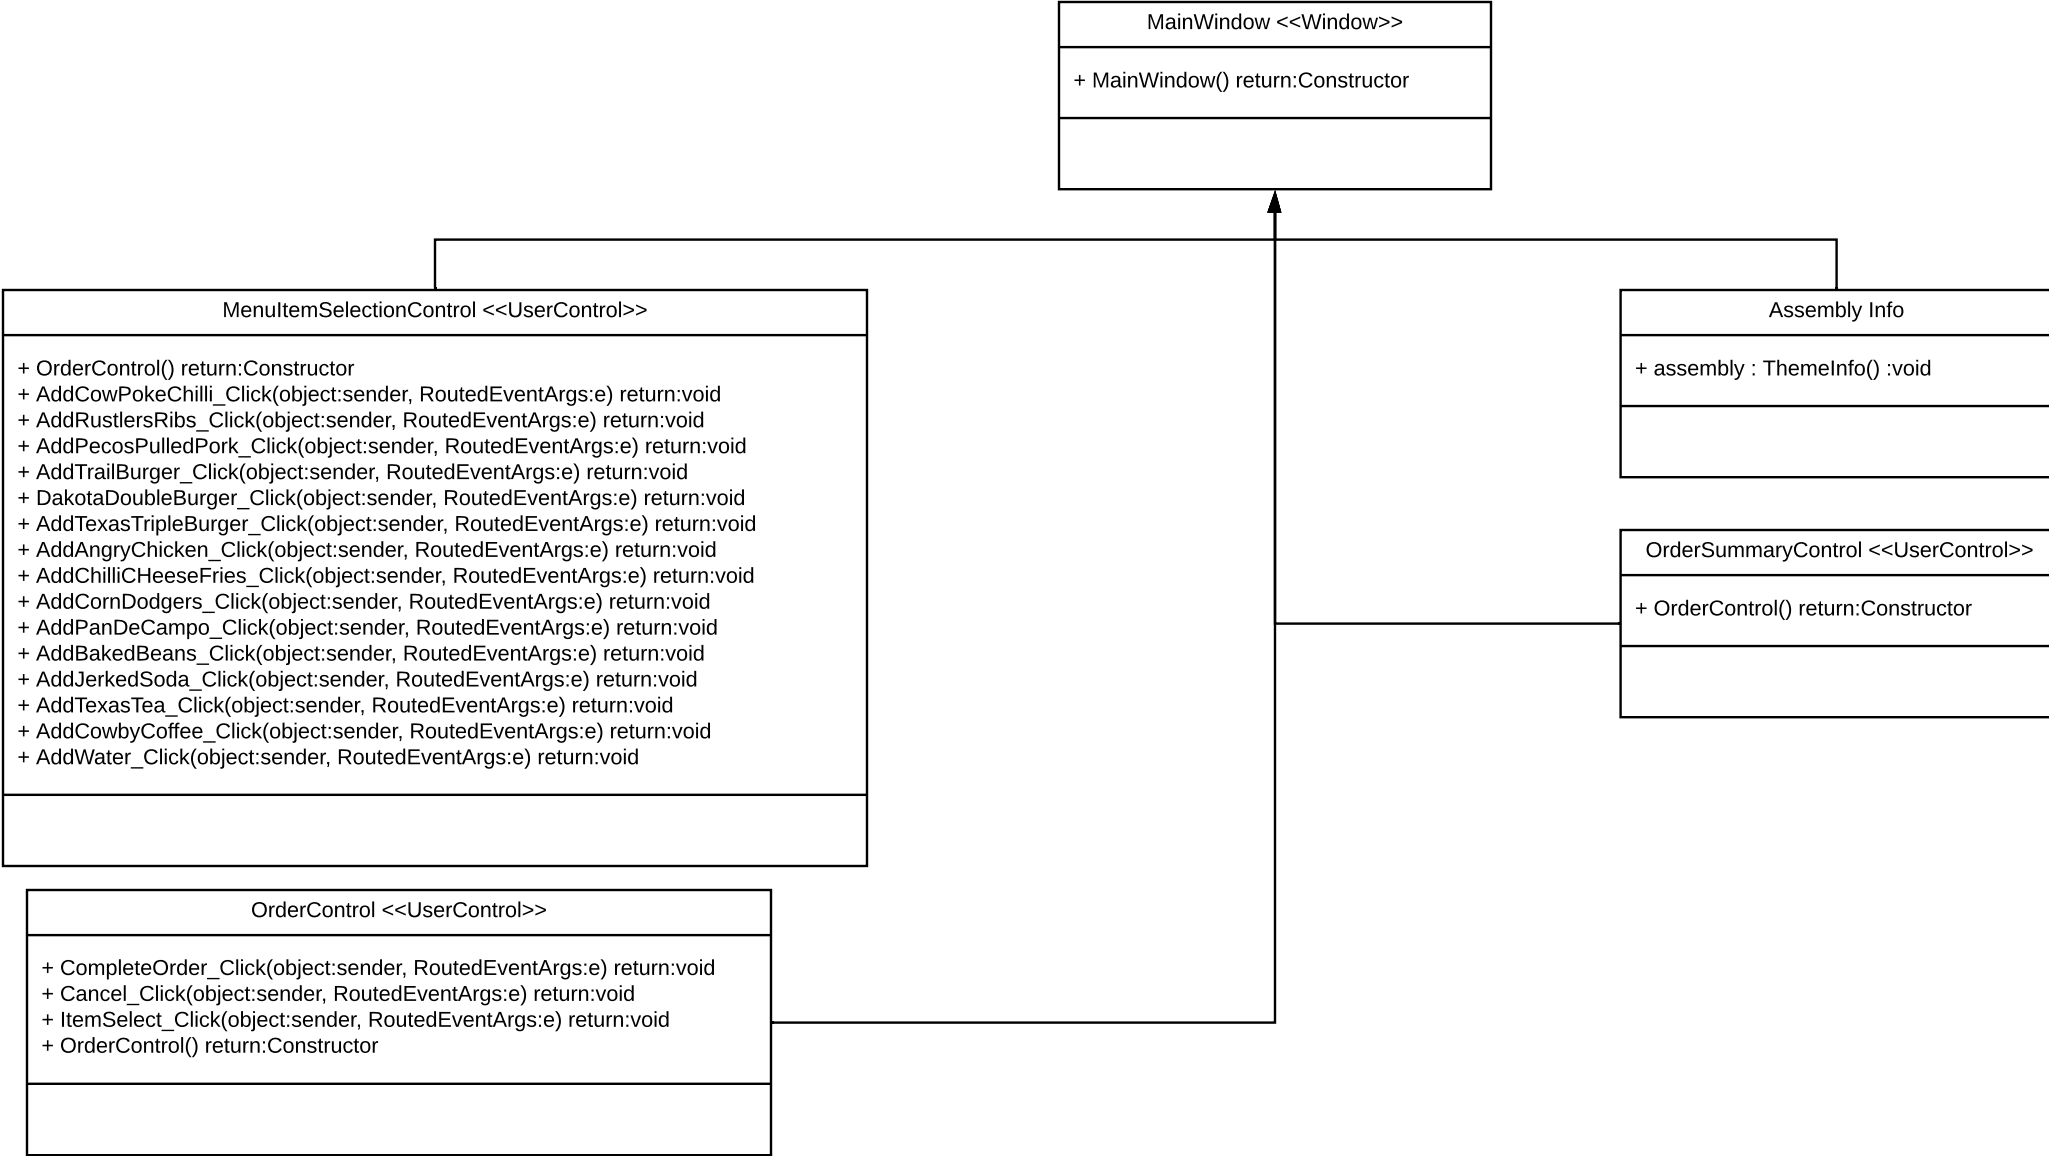 MainWindow <<Window>>
+ MainWindow() return:Constructor
MenuItemSelectionControl <<UserControl>>
+ OrderControl() return:Constructor
+ AddCowPokeChilli_Click(object:sender, RoutedEventArgs:e) return:void
+ AddRustlersRibs_Click(object:sender, RoutedEventArgs:e) return:void
+ AddPecosPulledPork_Click(object:sender, RoutedEventArgs:e) return:void
+ AddTrailBurger_Click(object:sender, RoutedEventArgs:e) return:void
+ DakotaDoubleBurger_Click(object:sender, RoutedEventArgs:e) return:void
+ AddTexasTripleBurger_Click(object:sender, RoutedEventArgs:e) return:void
+ AddAngryChicken_Click(object:sender, RoutedEventArgs:e) return:void
+ AddChilliCHeeseFries_Click(object:sender, RoutedEventArgs:e) return:void
+ AddCornDodgers_Click(object:sender, RoutedEventArgs:e) return:void
+ AddPanDeCampo_Click(object:sender, RoutedEventArgs:e) return:void
+ AddBakedBeans_Click(object:sender, RoutedEventArgs:e) return:void
+ AddJerkedSoda_Click(object:sender, RoutedEventArgs:e) return:void
+ AddTexasTea_Click(object:sender, RoutedEventArgs:e) return:void
+ AddCowbyCoffee_Click(object:sender, RoutedEventArgs:e) return:void
+ AddWater_Click(object:sender, RoutedEventArgs:e) return:void
Assembly Info
+ assembly : ThemeInfo() :void
OrderSummaryControl <<UserControl>>
+ OrderControl() return:Constructor
OrderControl <<UserControl>>
+ CompleteOrder_Click(object:sender, RoutedEventArgs:e) return:void
+ Cancel_Click(object:sender, RoutedEventArgs:e) return:void
+ ItemSelect_Click(object:sender, RoutedEventArgs:e) return:void
+ OrderControl() return:Constructor